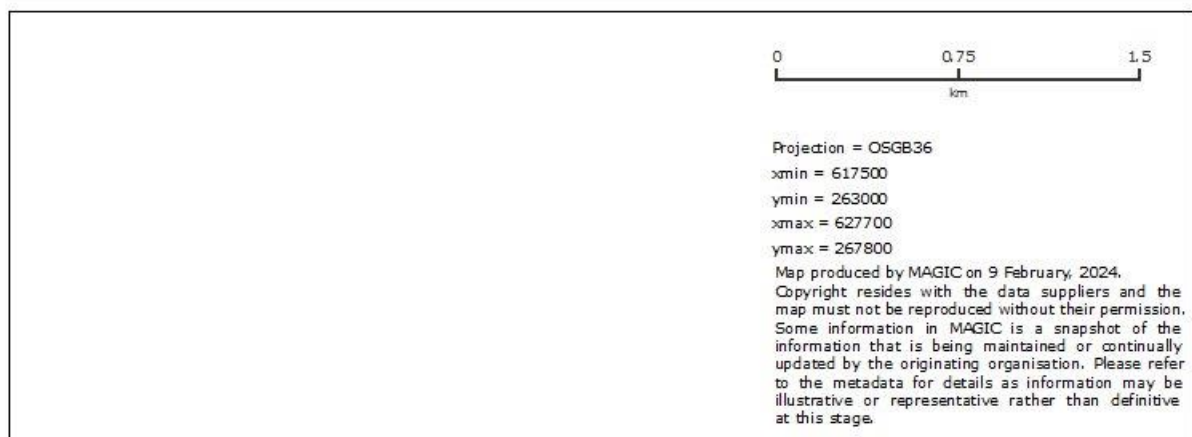 0 0.75 1.5
km
Projection = OSGB36
xmin = 617500
ymin = 263000
xmax = 627700
ymax = 267800
Map produced by MAGIC on 9 February, 2024.
Copyright resides with the data suppliers and the
map must not be reproduced without their permission.
Some information in MAGIC is a snapshot of the
information that is being maintained or continually
updated by the originating organisation. Please refer
to the metadata for details as information may be
illustrative or representative rather than definitive
at this stage.